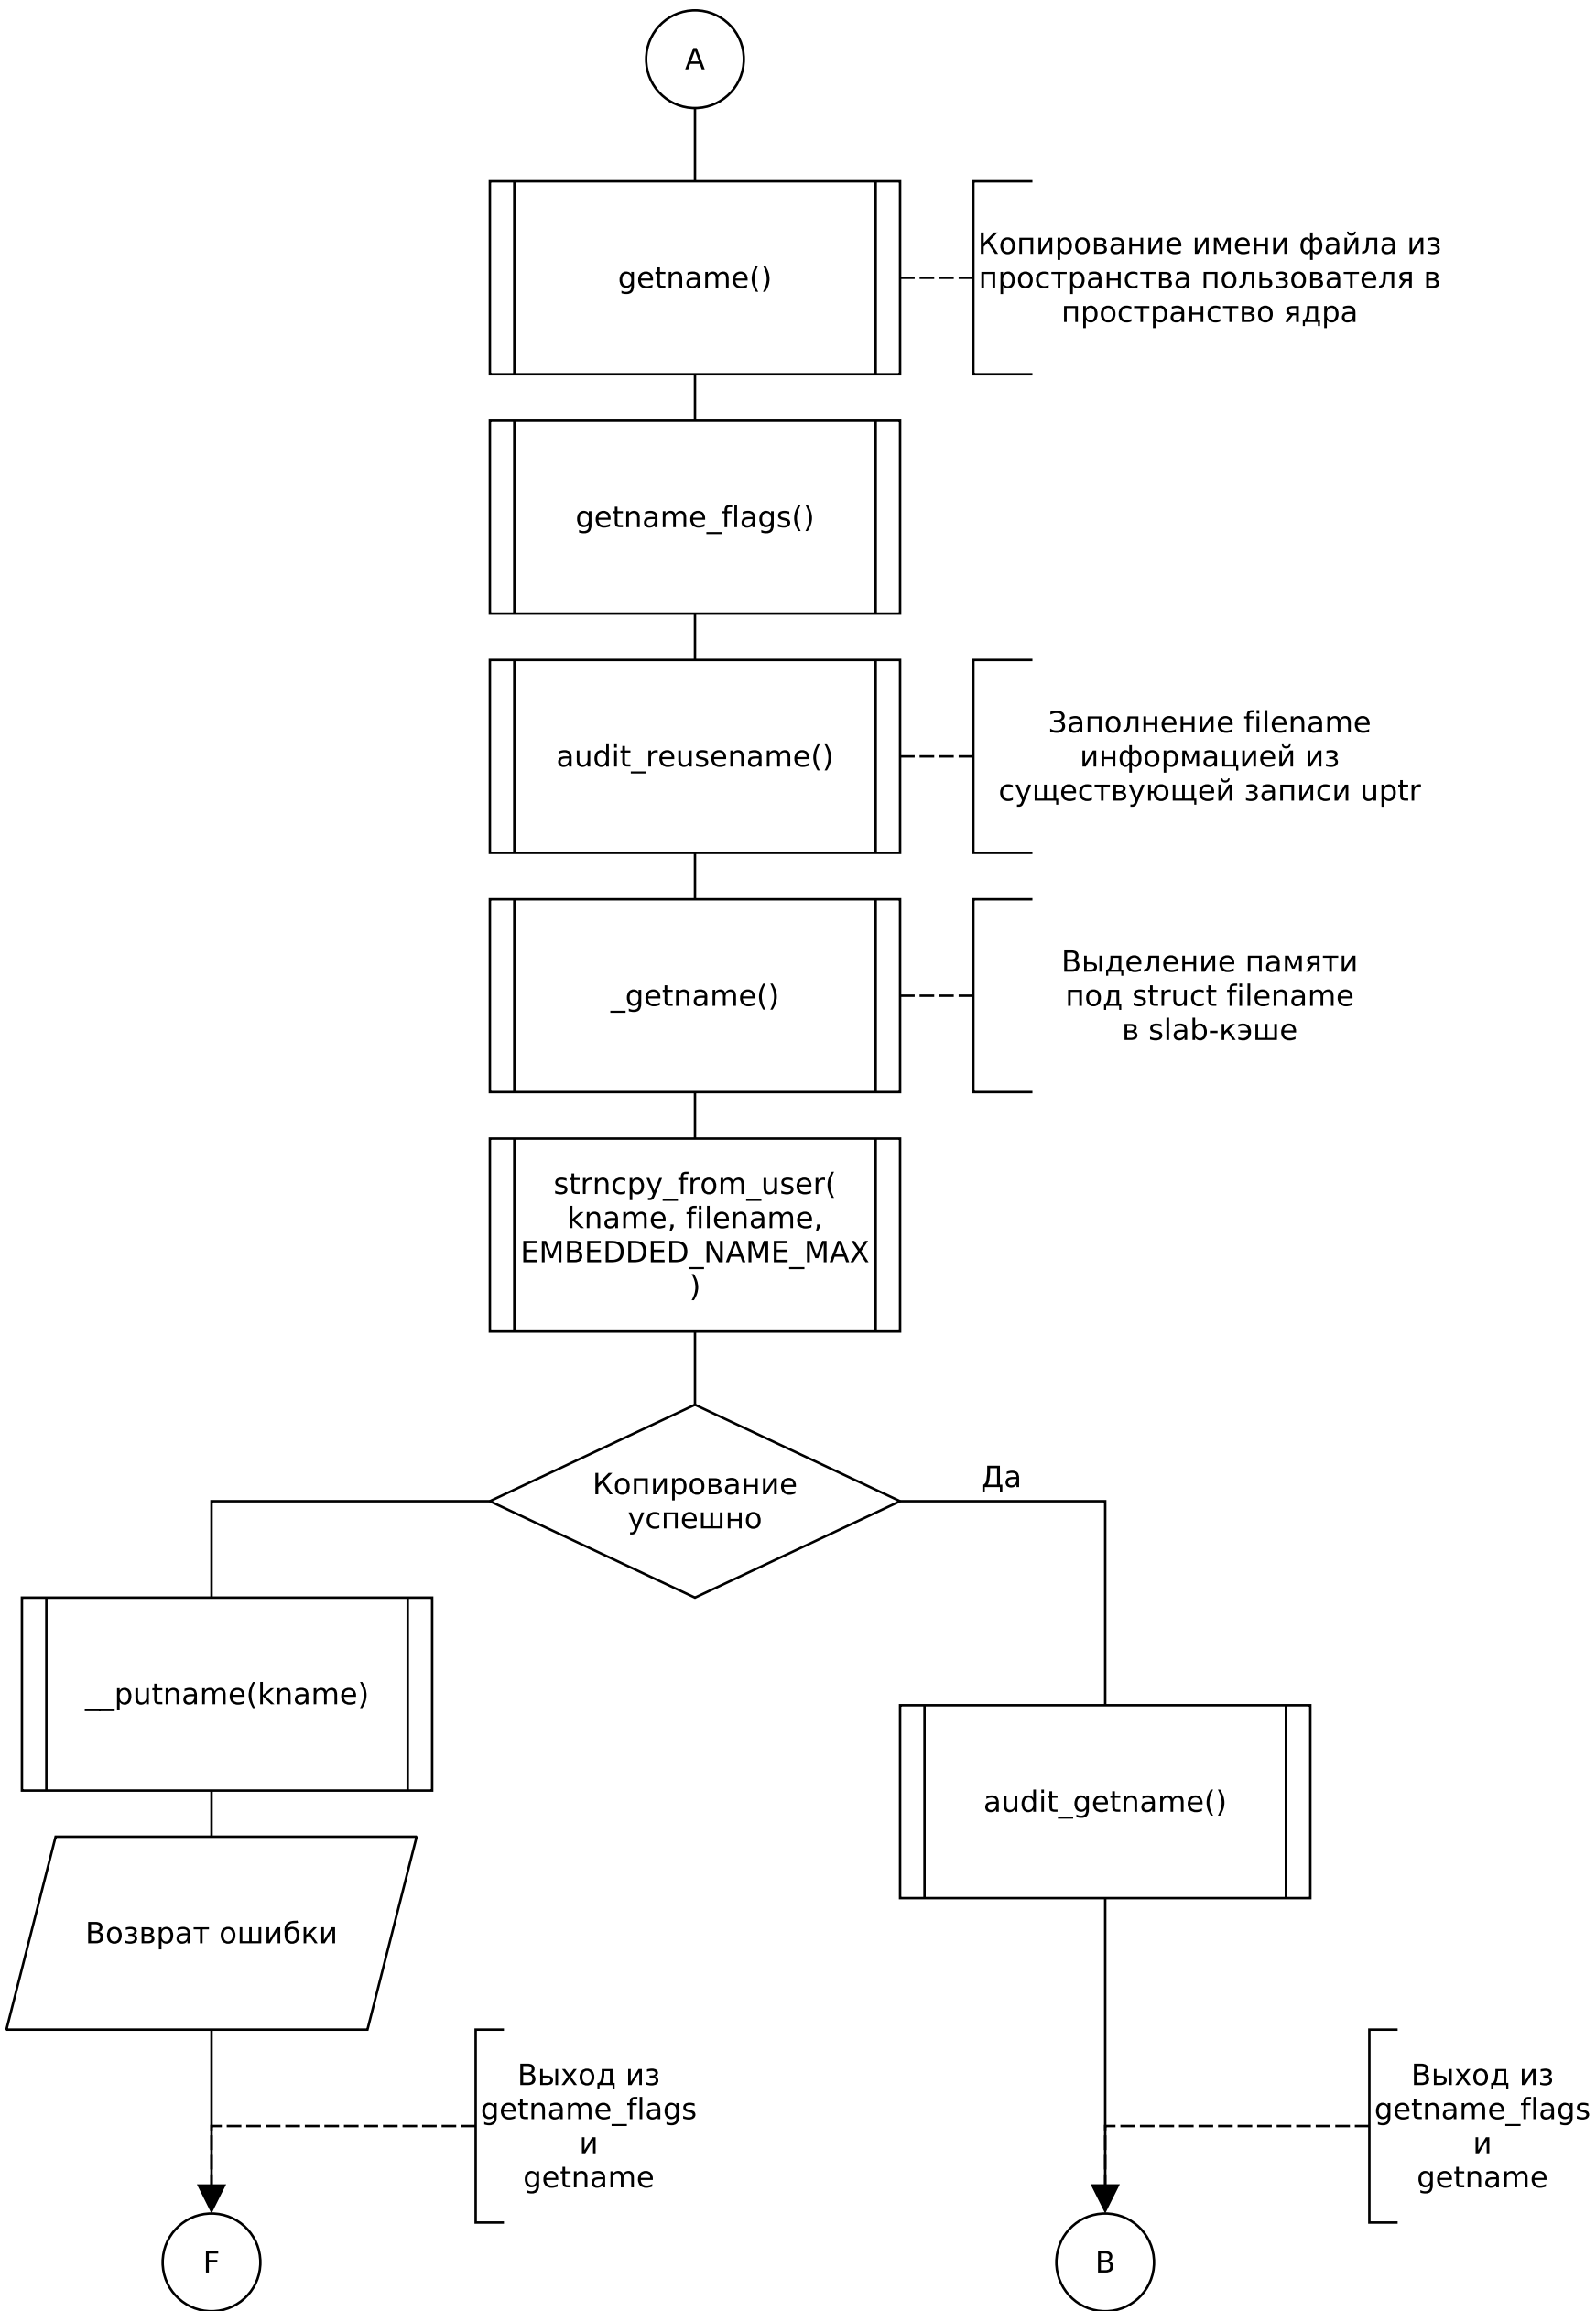 A
getname()
Копирование имени файла из
пространства пользователя в
пространство ядра
getname_flags()
audit_reusename()
Заполнение filename
информацией из
существующей записи uptr
_getname()
Выделение памяти
под struct filename
в slab-кэше
strncpy_from_user(
kname, filename,
EMBEDDED_NAME_MAX
)
Копирование
успешно
Да
__putname(kname)
audit_getname()
Возврат ошибки
Выход из
getname_flags
и
getname
Выход из
getname_flags
и
getname
F
B